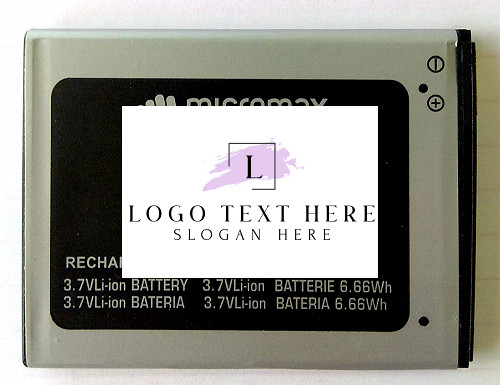 micromax
L
LOGO TEXT HERE
SLOGAN HERE
3.7VLi-ion BATTERY 3.7VLi-ion BATTERIE 6.66Wh
3.7VLi-ion BATERIA 3.7VLi-ion BATERIA 6.66Wh